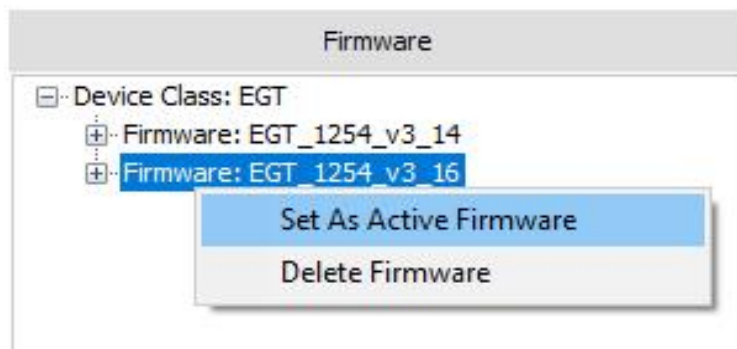 Firmware
Device Class: EGT
Firmware: EGT_1254_v3_14
Firmware: EGT_1254_v3_16
Set As Active Firmware
Delete Firmware